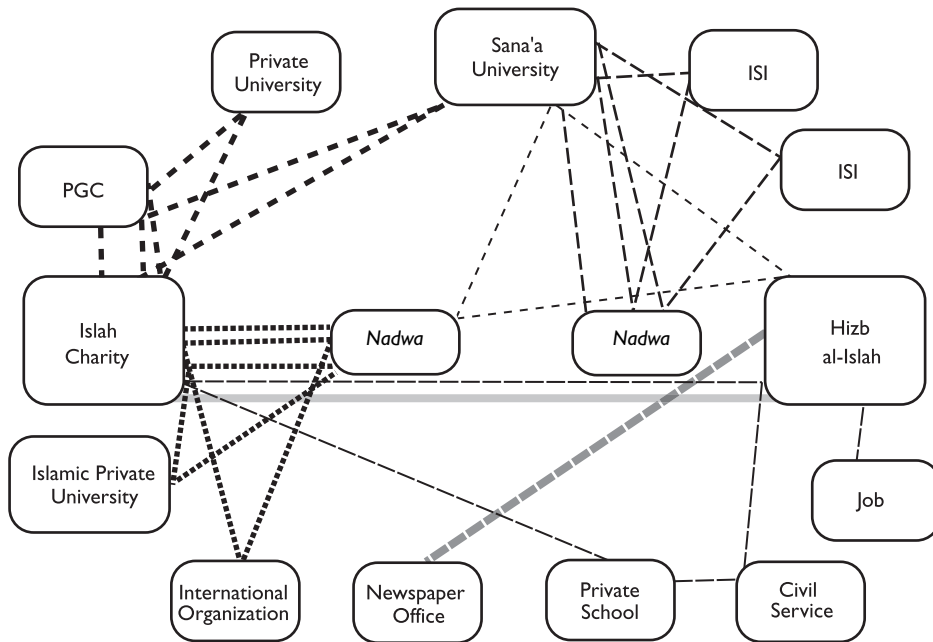 Private
University
Sana'a
University
ISI
ISI
PGC
Islah
Charity
Nadwa
Nadwa
Hizb
al-Islah
Islamic Private
University
Job
International
Organization
Newspaper
Office
Private
School
Civil
Service